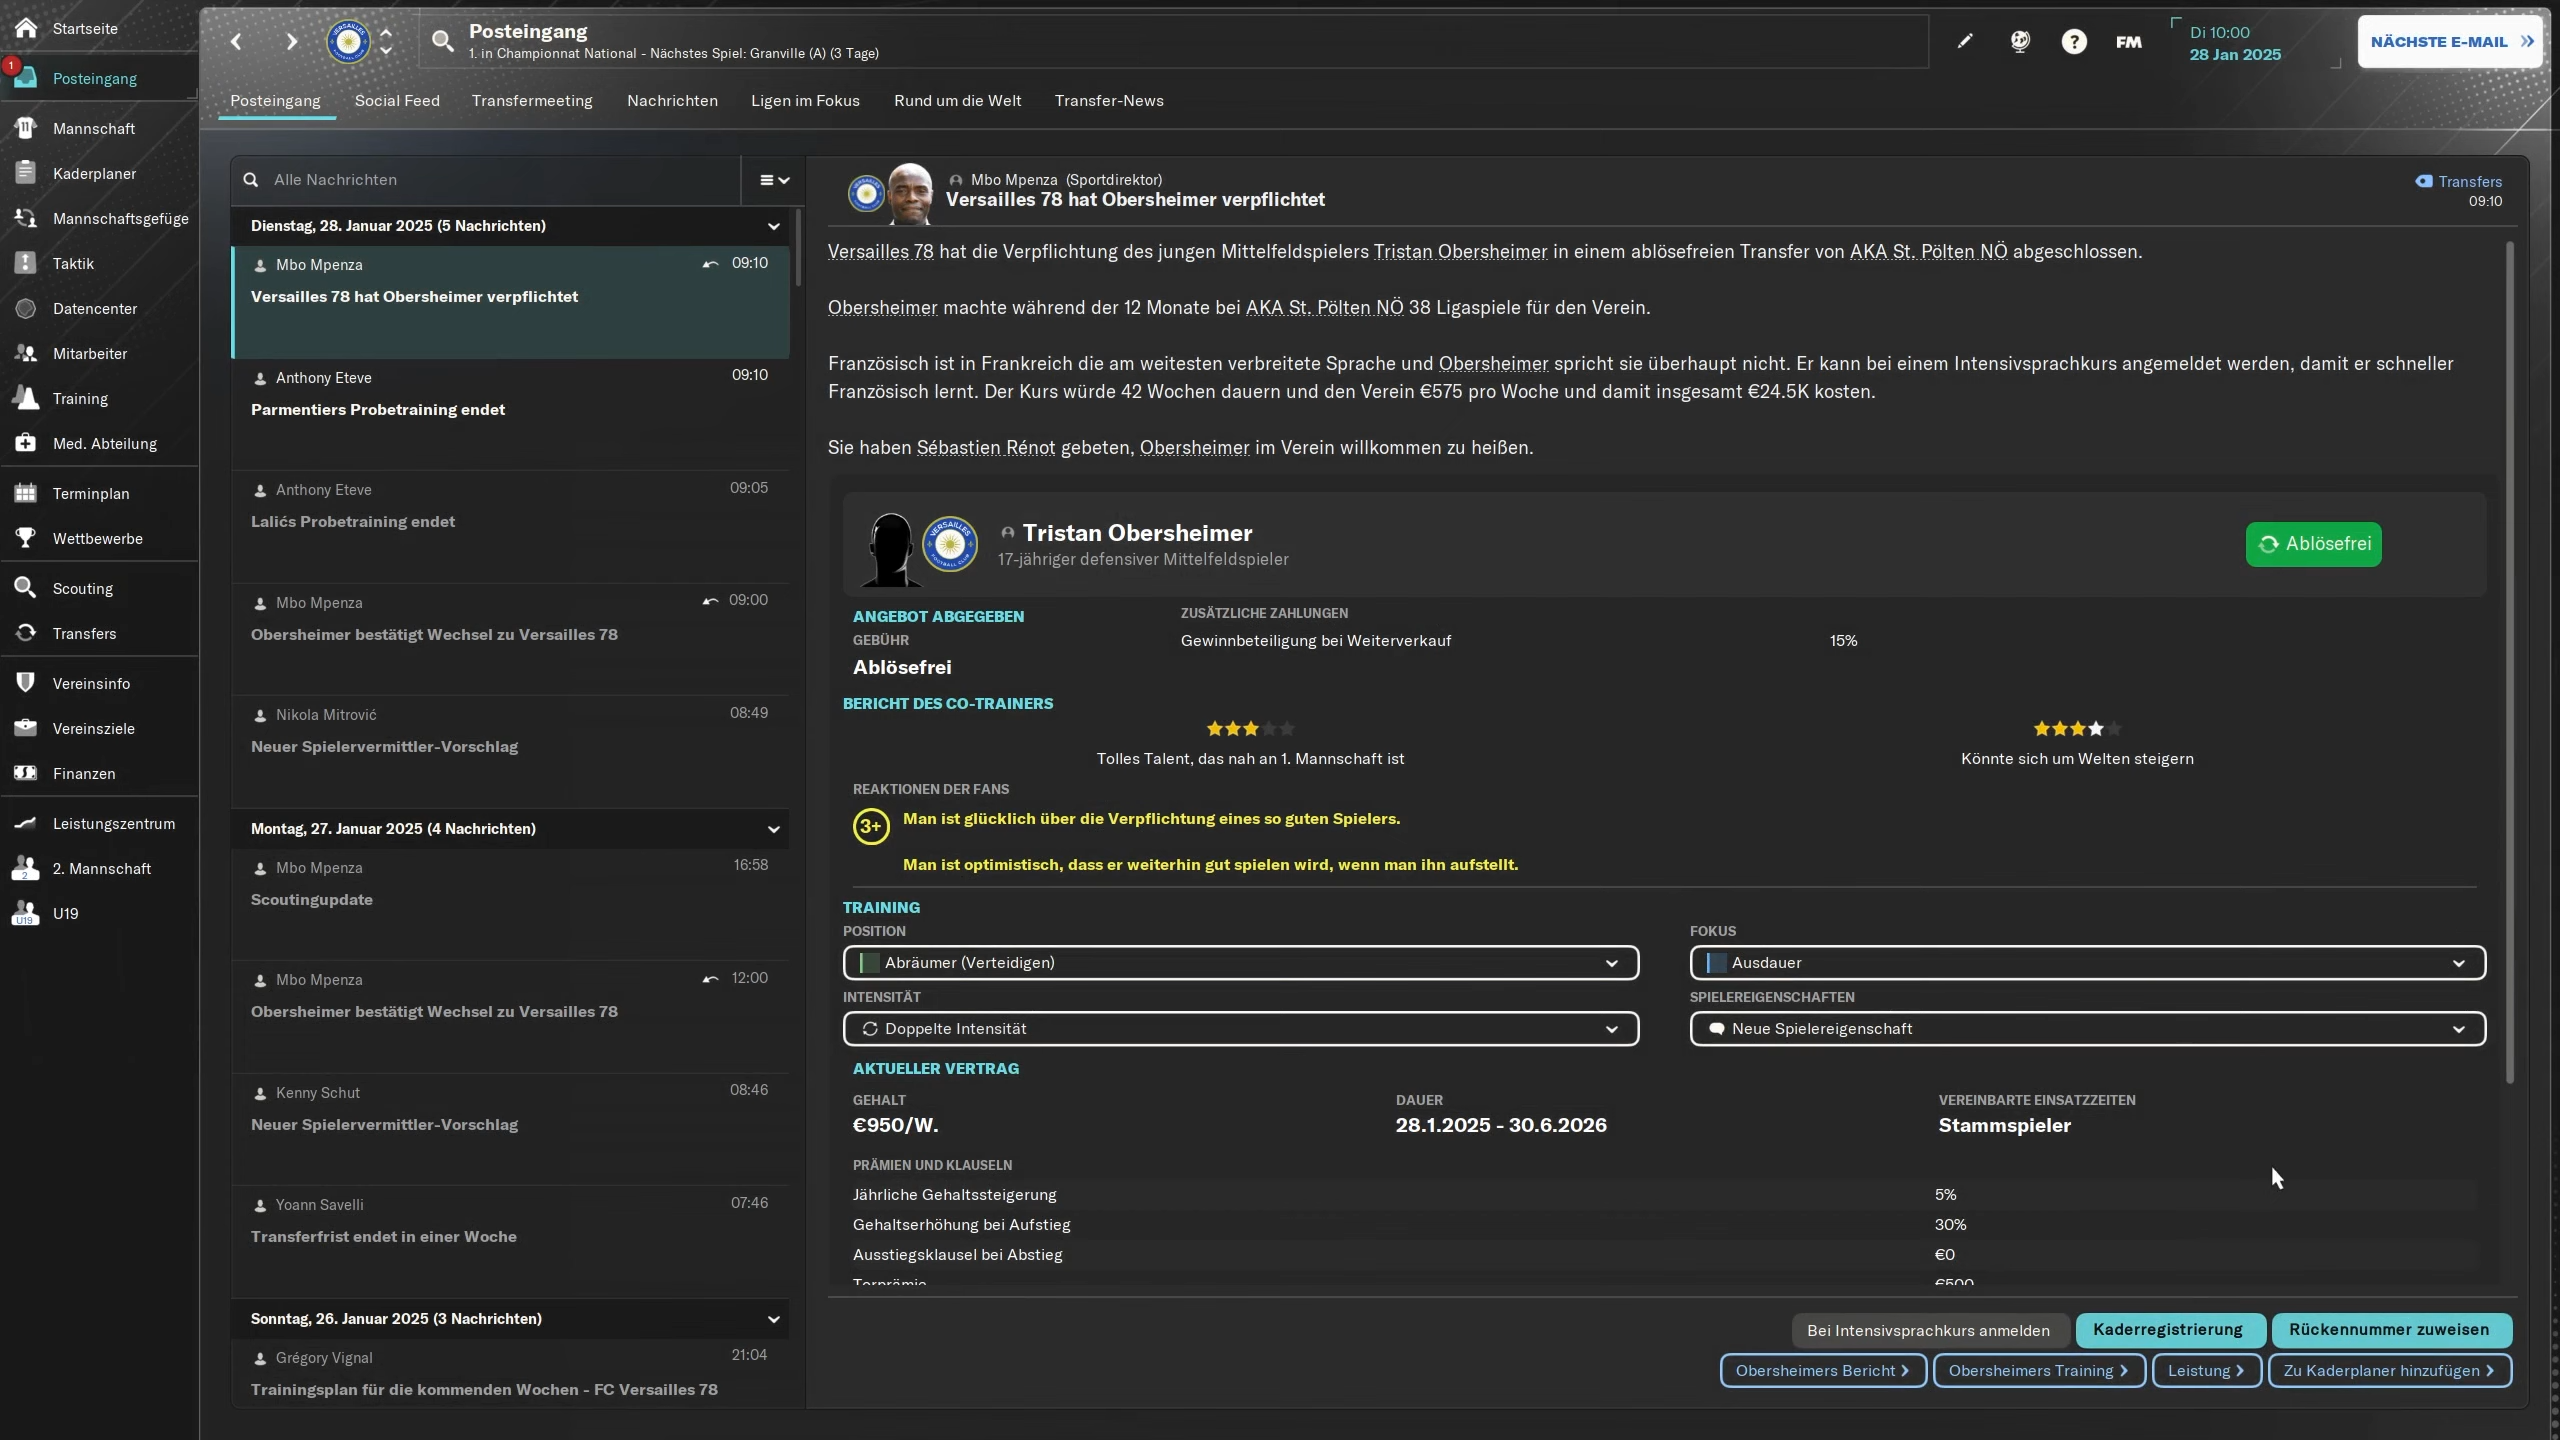 Startseite
1
Posteingang
Mannschaft
Kaderplaner
Mannschaftsgefüge
Taktik
Datencenter
Mitarbeiter
Training
Med. Abteilung
Terminplan
Wettbewerbe
Scouting
Transfers
Vereinsinfo
Vereinsziele
Finanzen
Leistungszentrum
2. Mannschaft
U19
Posteingang
1. in Championnat National - Nächstes Spiel: Granville (A) (3 Tage)
FM
Di 10:00
28 Jan 2025
NÄCHSTE E-MAIL
Posteingang Social Feed Transfermeeting Nachrichten Ligen im Fokus Rund um die Welt Transfer-News
Alle Nachrichten
Dienstag, 28. Januar 2025 (5 Nachrichten)
Mbo Mpenza 09:10
Versailles 78 hat Obersheimer verpflichtet
Anthony Eteve 09:10
Parmentiers Probetraining endet
Anthony Eteve 09:05
Lalićs Probetraining endet
Mbo Mpenza 09:00
Obersheimer bestätigt Wechsel zu Versailles 78
Nikola Mitrović 08:49
Neuer Spielervermittler-Vorschlag
Montag, 27. Januar 2025 (4 Nachrichten)
Mbo Mpenza 16:58
Scoutingupdate
Mbo Mpenza 12:00
Obersheimer bestätigt Wechsel zu Versailles 78
Kenny Schut 08:46
Neuer Spielervermittler-Vorschlag
Yoann Savelli 07:46
Transferfrist endet in einer Woche
Sonntag, 26. Januar 2025 (3 Nachrichten)
Grégory Vignal 21:04
Trainingsplan für die kommenden Wochen - FC Versailles 78
Mbo Mpenza (Sportdirektor)
Versailles 78 hat Obersheimer verpflichtet
Transfers
09:10
Versailles 78 hat die Verpflichtung des jungen Mittelfeldspielers Tristan Obersheimer in einem ablösefreien Transfer von AKA St. Pölten NÖ abgeschlossen.
Obersheimer machte während der 12 Monate bei AKA St. Pölten NÖ 38 Ligaspiele für den Verein.
Französisch ist in Frankreich die am weitesten verbreitete Sprache und Obersheimer spricht sie überhaupt nicht. Er kann bei einem Intensivsprachkurs angemeldet werden, damit er schneller
Französisch lernt. Der Kurs würde 42 Wochen dauern und den Verein €575 pro Woche und damit insgesamt €24.5K kosten.
Sie haben Sébastien Rénot gebeten, Obersheimer im Verein willkommen zu heißen.
Tristan Obersheimer
17-jähriger defensiver Mittelfeldspieler
Ablösefrei
ANGEBOT ABGEGEBEN
ZUSÄTZLICHE ZAHLUNGEN
GEBÜHR
Gewinnbeteiligung bei Weiterverkauf 15%
Ablösefrei
BERICHT DES CO-TRAINERS
Tolles Talent, das nah an 1. Mannschaft ist
Könnte sich um Welten steigern
REAKTIONEN DER FANS
3+
Man ist glücklich über die Verpflichtung eines so guten Spielers.
Man ist optimistisch, dass er weiterhin gut spielen wird, wenn man ihn aufstellt.
TRAINING
POSITION FOKUS
Abräumer (Verteidigen) Ausdauer
INTENSITÄT SPIELEREIGENSCHAFTEN
Doppelte Intensität Neue Spielereigenschaft
AKTUELLER VERTRAG
GEHALT DAUER VEREINBARTE EINSATZZEITEN
€950/W. 28.1.2025 - 30.6.2026 Stammspieler
PRÄMIEN UND KLAUSELN
Jährliche Gehaltssteigerung 5%
Gehaltserhöhung bei Aufstieg 30%
Ausstiegsklausel bei Abstieg €0
Torprämie €500
Bei Intensivsprachkurs anmelden Kaderregistrierung Rückennummer zuweisen
Obersheimers Bericht Obersheimers Training Leistung Zu Kaderplaner hinzufügen